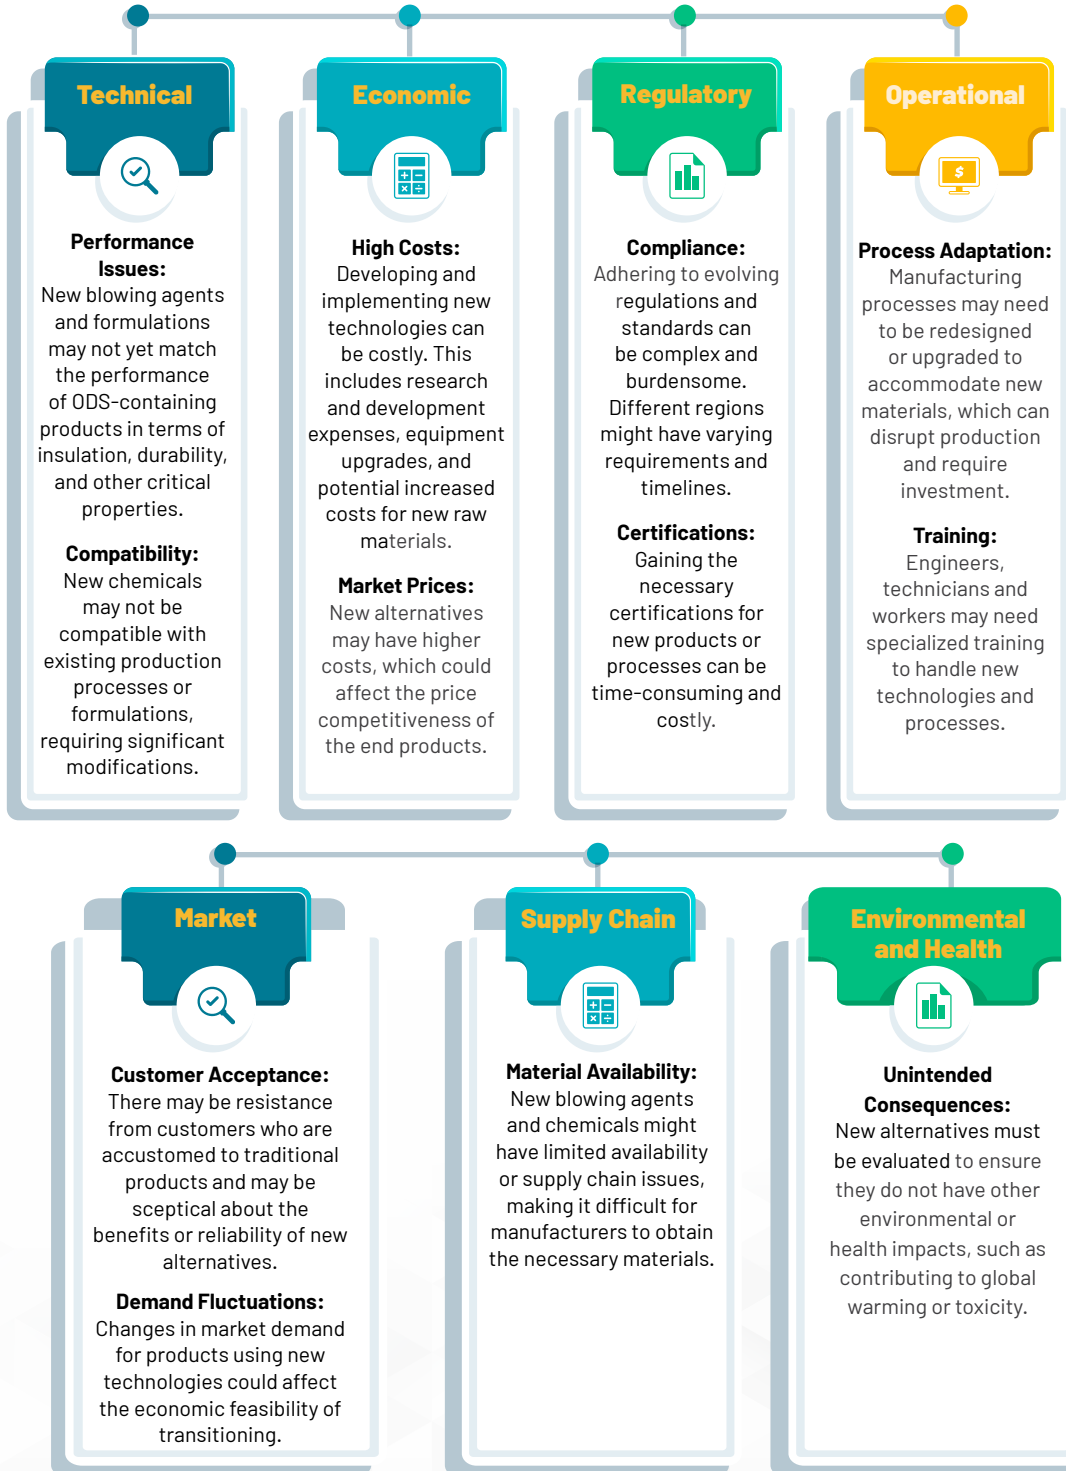 Technical
Performance
Issues:
New blowing agents
and formulations
may not yet match
the performance
of ODS-containing
products in terms of
insulation, durability,
and other critical
properties.
Compatibility:
New chemicals
may not be
compatible with
existing production
processes or
formulations,
requiring significant
modifications.
Economic
High Costs:
Developing and
implementing new
technologies can
be costly. This
includes research
and development
expenses, equipment
upgrades, and
potential increased
costs for new raw
materials.
Market Prices:
New alternatives
may have higher
costs, which could
affect the price
competitiveness of
the end products.
Regulatory
Compliance:
Adhering to evolving
regulations and
standards can
be complex and
burdensome.
Different regions
might have varying
requirements and
timelines.
Certifications:
Gaining the
necessary
certifications for
new products or
processes can be
time-consuming and
costly.
Operational
$
Process Adaptation:
Manufacturing
processes may need
to be redesigned
or upgraded to
accommodate new
materials, which can
disrupt production
and require
investment.
Training:
Engineers,
technicians and
workers may need
specialized training
to handle new
technologies and
processes.
Market
Customer Acceptance:
There may be resistance
from customers who are
accustomed to traditional
products and may be
sceptical about the
benefits or reliability of new
alternatives.
Demand Fluctuations:
Changes in market demand
for products using new
technologies could affect
the economic feasibility of
transitioning.
Supply Chain
Material Availability:
New blowing agents
and chemicals might
have limited availability
or supply chain issues,
making it difficult for
manufacturers to obtain
the necessary materials.
Environmental
and Health
Unintended
Consequences:
New alternatives must
be evaluated to ensure
they do not have other
environmental or
health impacts, such as
contributing to global
warming or toxicity.